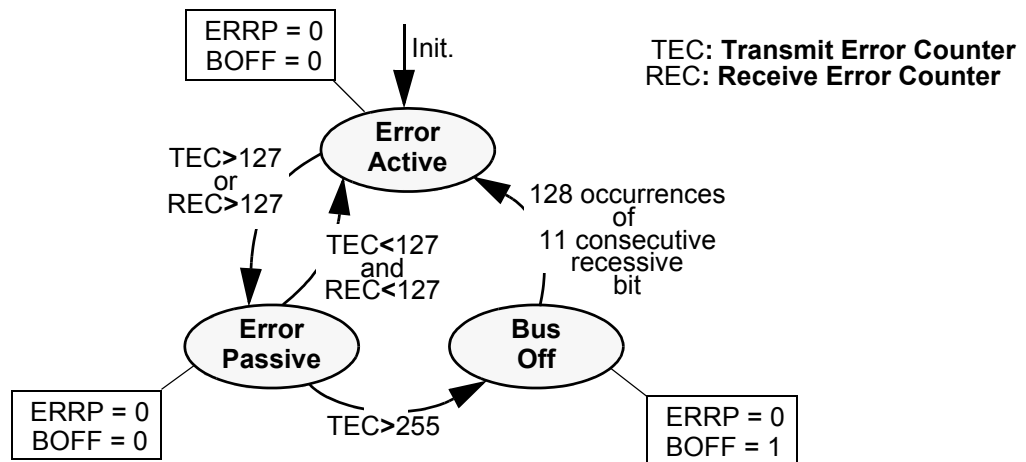 ERRP = 0
BOFF = 0
Init.
TEC: Transmit Error Counter
REC: Receive Error Counter
Error
Active
TEC>127
or
REC>127
TEC<127
and
REC<127
128 occurrences
of
11 consecutive
recessive
bit
Error
Passive
Bus
Off
ERRP = 0
BOFF = 0
TEC>255
ERRP = 0
BOFF = 1